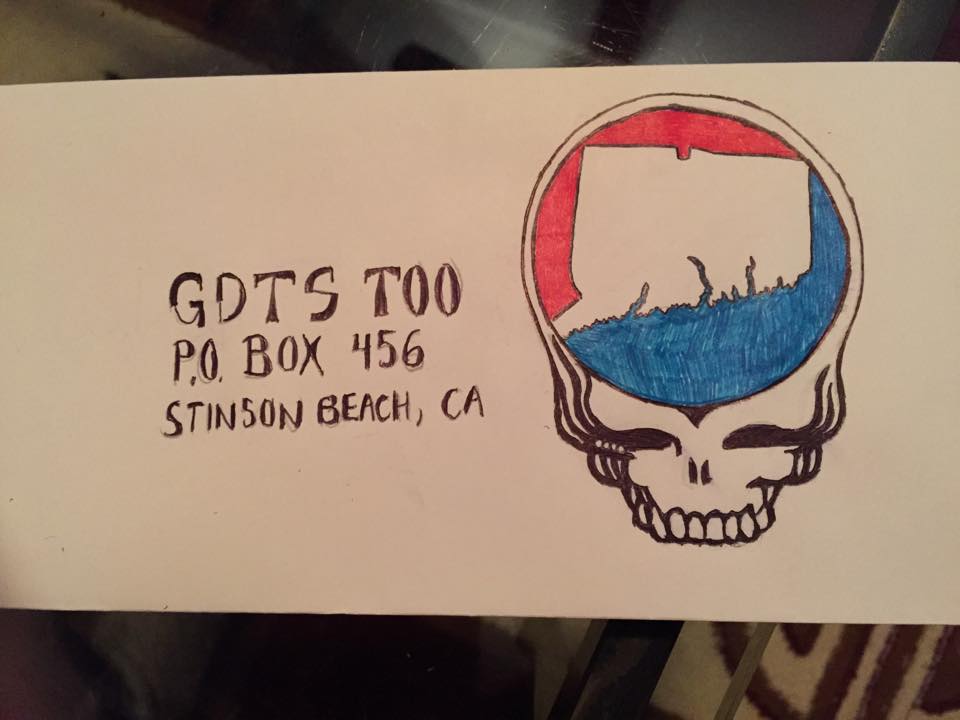 GDTS TOO
P.O. BOX 456
STINSON BEACH, CA